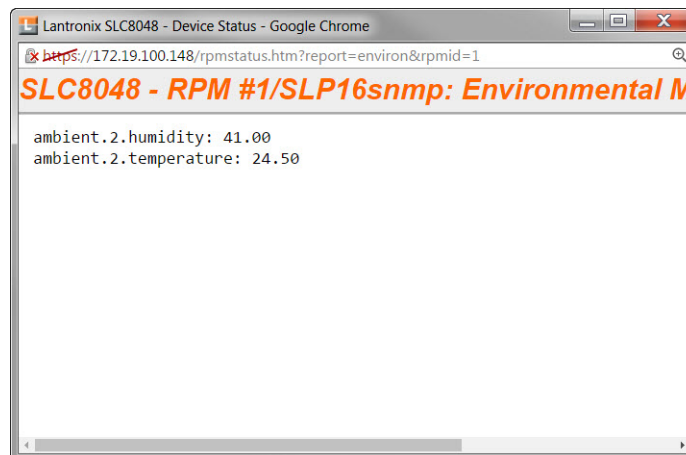 Lantronix SLC8048 - Device Status - Google Chrome
https://172.19.100.148/rpmstatus.htm?report=environ&rpmid=1
SLC8048 - RPM #1/SLP16snmp: Environmental M
ambient.2.humidity: 41.00
ambient.2.temperature: 24.50